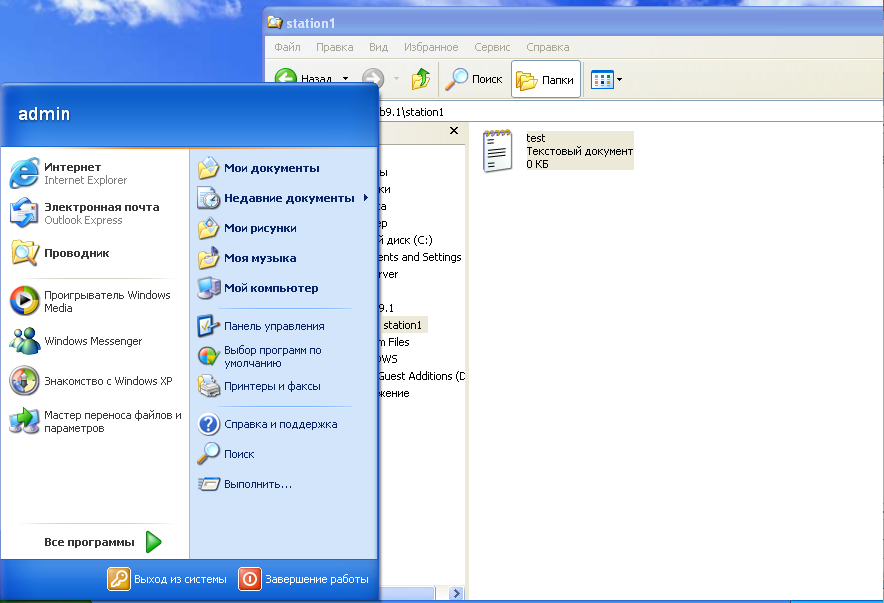 station1
Файл Правка Вид Избранное Сервис Справка
Назад Поиск Папки
b9.1\station1
admin
Интернет
Internet Explorer
Электронная почта
Outlook Express
Проводник
Проигрыватель Windows
Media
Windows Messenger
Знакомство с Windows XP
Мастер переноса файлов и
параметров
Все программы
Мои документы
Недавние документы
Мои рисунки
Моя музыка
Мой компьютер
Панель управления
Выбор программ по
умолчанию
Принтеры и факсы
Справка и поддержка
Поиск
Выполнить...
Выход из системы
Завершение работы
й диск (C:)
ents and Settings
rver
9.1
station1
m Files
OWS
Guest Additions (D
жение
test
Текстовый документ
0 КБ